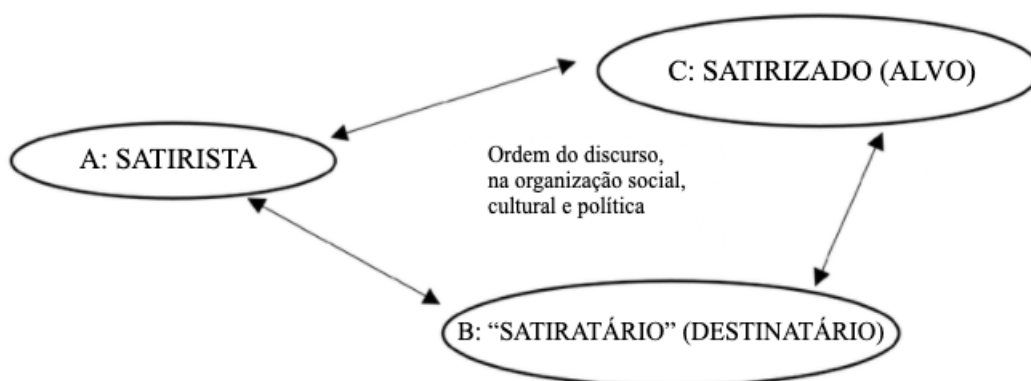 C: SATIRIZADO (ALVO)
A: SATIRISTA
Ordem do discurso,
na organização social,
cultural e política
B: “SATIRATÁRIO” (DESTINATÁRIO)